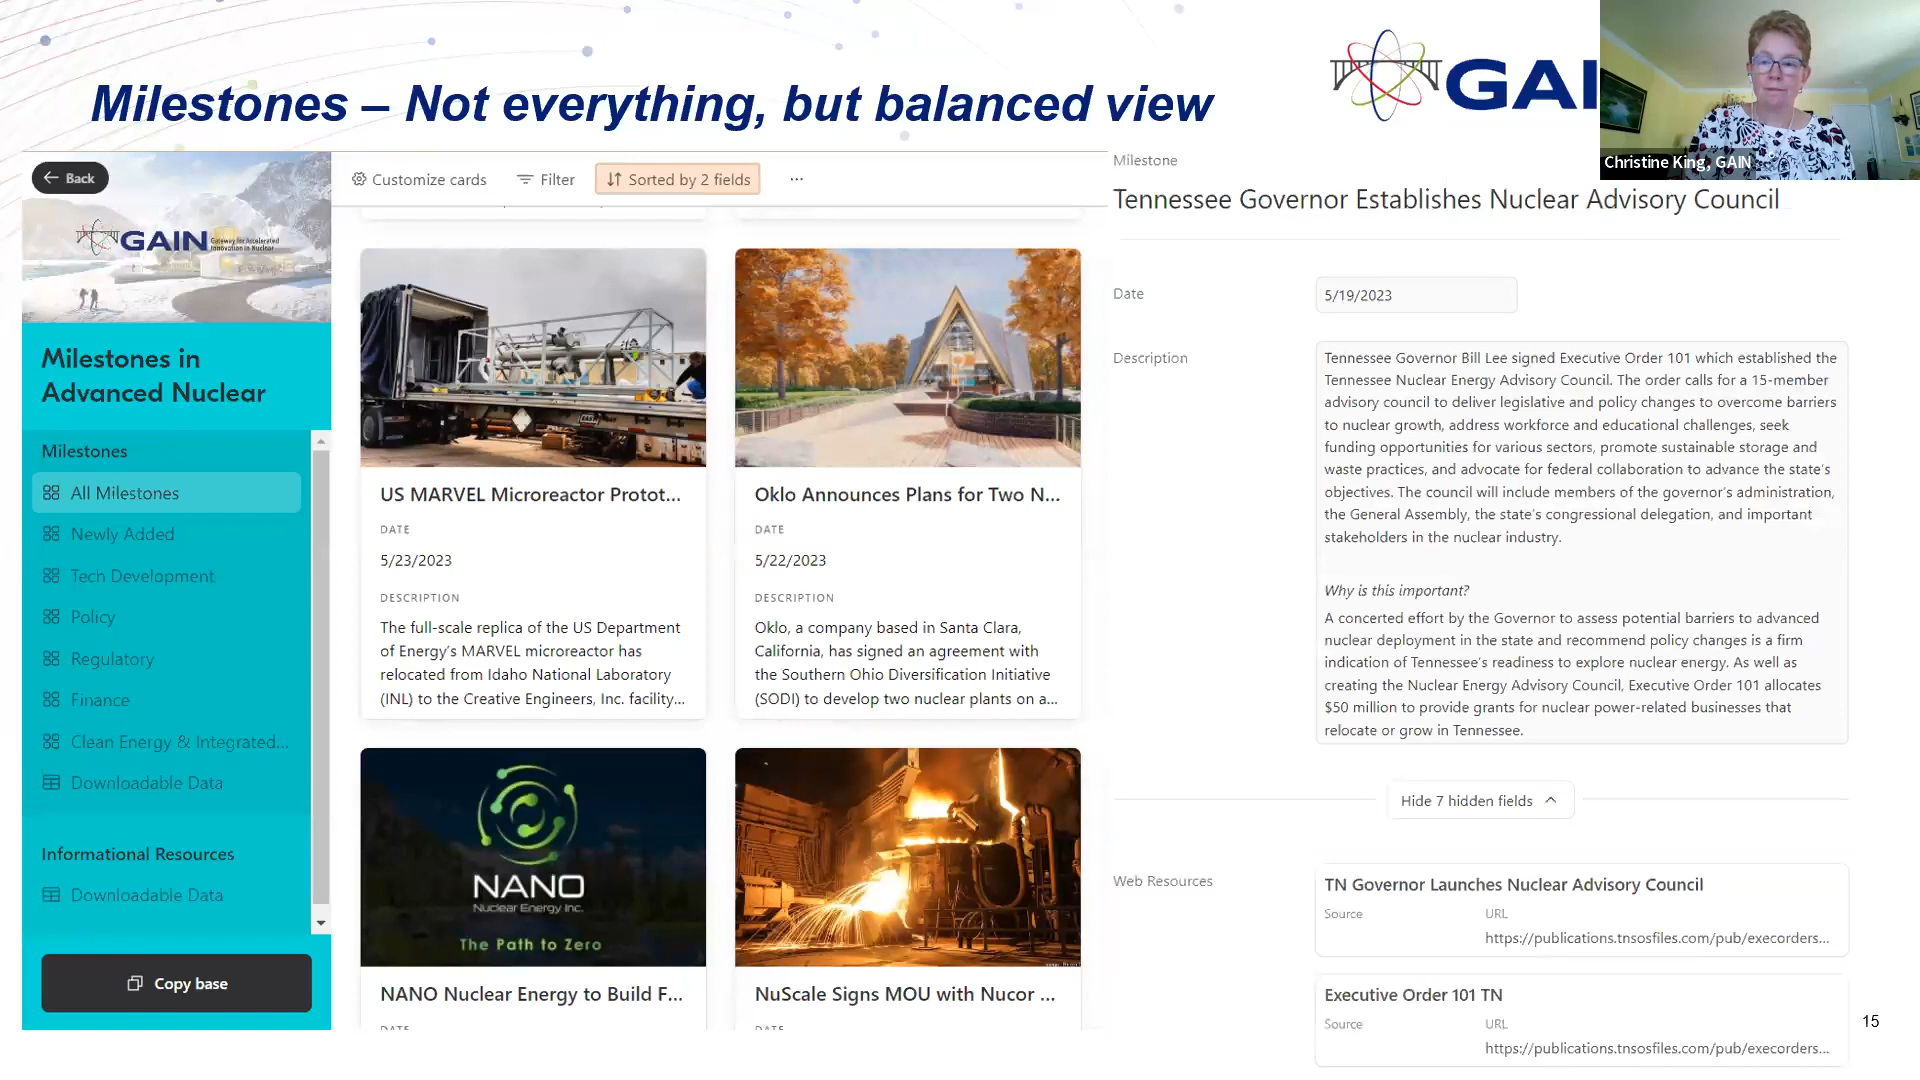 Milestones – Not everything, but balanced view
GAI
Christine King, GAIN
Back
GAIN Gateway for Accelerated
Innovation in Nuclear
Milestones in
Advanced Nuclear
Milestones
All Milestones
Newly Added
Tech Development
Policy
Regulatory
Finance
Clean Energy & Integrated...
Downloadable Data
Informational Resources
Downloadable Data
Copy base
Customize cards
Filter
Sorted by 2 fields
...
US MARVEL Microreactor Protot...
DATE
5/23/2023
DESCRIPTION
The full-scale replica of the US Department
of Energy's MARVEL microreactor has
relocated from Idaho National Laboratory
(INL) to the Creative Engineers, Inc. facility...
Oklo Announces Plans for Two N...
DATE
5/22/2023
DESCRIPTION
Oklo, a company based in Santa Clara,
California, has signed an agreement with
the Southern Ohio Diversification Initiative
(SODI) to develop two nuclear plants on a...
NANO
Nuclear Energy Inc.
The Path to Zero
NANO Nuclear Energy to Build F...
DATE
NuScale Signs MOU with Nucor ...
DATE
Milestone
Tennessee Governor Establishes Nuclear Advisory Council
Date
5/19/2023
Description
Tennessee Governor Bill Lee signed Executive Order 101 which established the
Tennessee Nuclear Energy Advisory Council. The order calls for a 15-member
advisory council to deliver legislative and policy changes to overcome barriers
to nuclear growth, address workforce and educational challenges, seek
funding opportunities for various sectors, promote sustainable storage and
waste practices, and advocate for federal collaboration to advance the state's
objectives. The council will include members of the governor's administration,
the General Assembly, the state's congressional delegation, and important
stakeholders in the nuclear industry.
Why is this important?
A concerted effort by the Governor to assess potential barriers to advanced
nuclear deployment in the state and recommend policy changes is a firm
indication of Tennessee's readiness to explore nuclear energy. As well as
creating the Nuclear Energy Advisory Council, Executive Order 101 allocates
$50 million to provide grants for nuclear power-related businesses that
relocate or grow in Tennessee.
Hide 7 hidden fields
Web Resources
TN Governor Launches Nuclear Advisory Council
Source URL
https://publications.tnsosfiles.com/pub/execorders...
Executive Order 101 TN
Source URL
https://publications.tnsosfiles.com/pub/execorders...
15